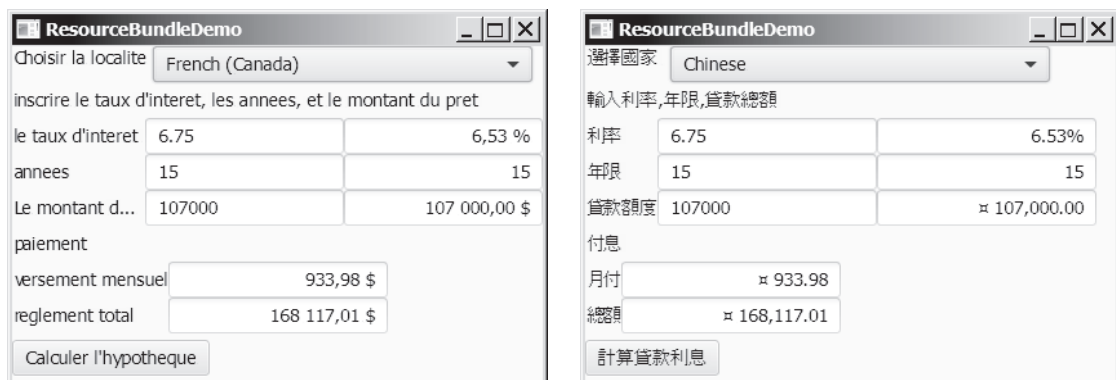 ResourceBundleDemo
Choisir la localite French (Canada)
inscrire le taux d'interet, les annees, et le montant du pret
le taux d'interet 6.75 6,53 %
annees 15 15
Le montant d... 107000 107 000,00 $
paiement
versement mensuel 933,98 $
reglement total 168 117,01 $
Calculer l'hypotheque
ResourceBundleDemo
選擇國家 Chinese
輸入利率,年限,貸款總額
利率 6.75 6.53%
年限 15 15
貸款額度 107000 ¤ 107,000.00
付息
月付 ¤ 933.98
總額 ¤ 168,117.01
計算貸款利息